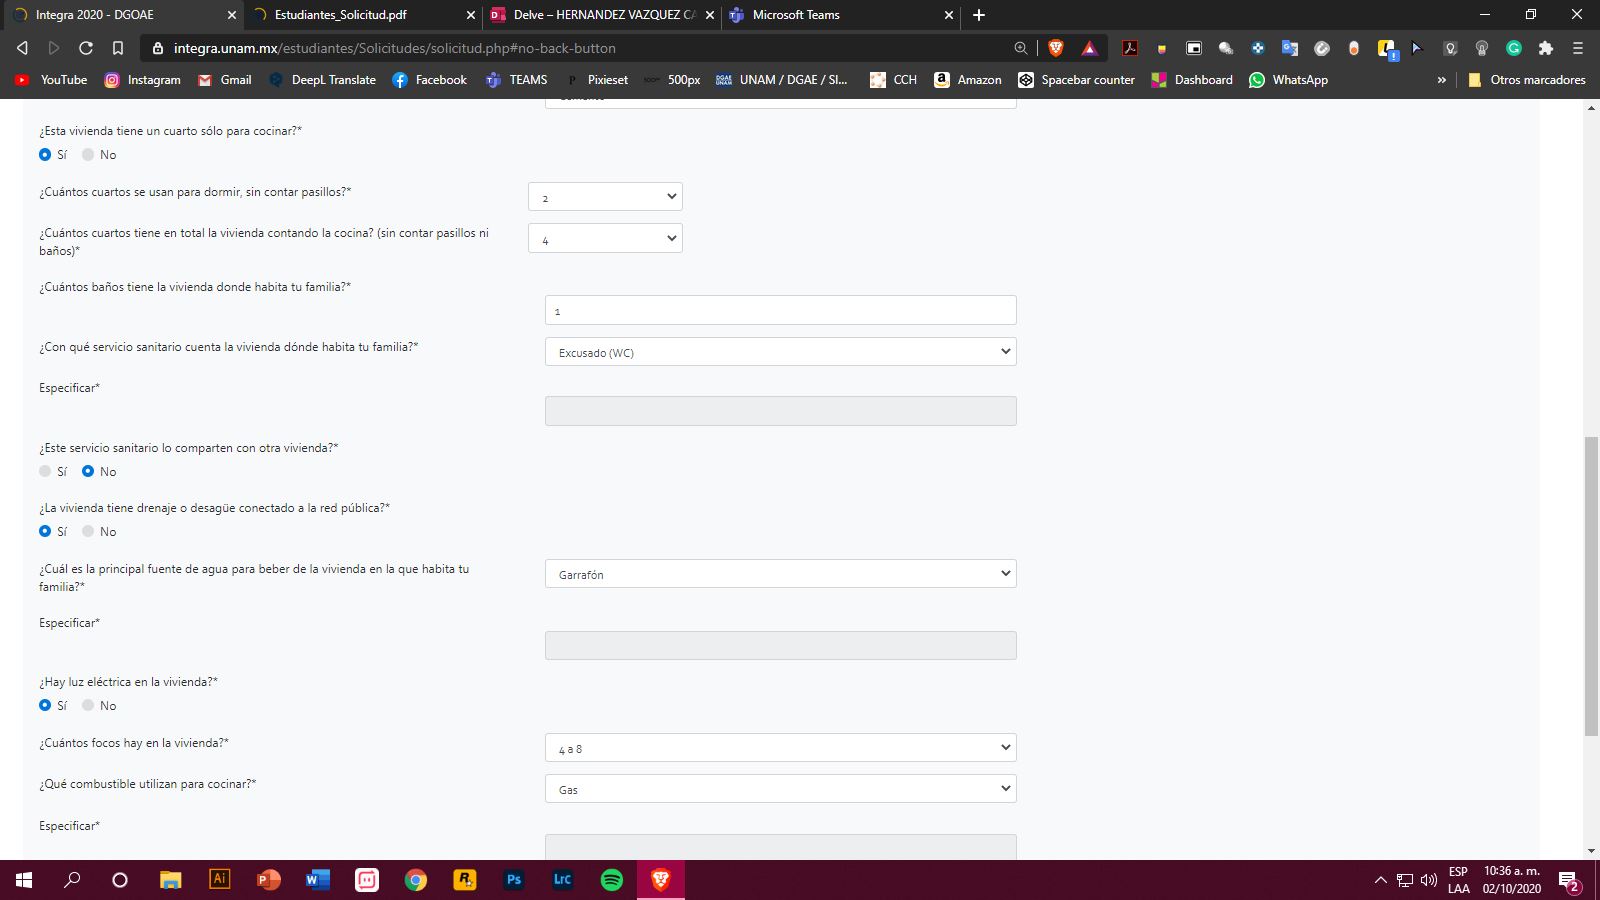 Integra 2020 - DGOAE
Estudiantes_Solicitud.pdf
Delve – HERNANDEZ VAZQUEZ CA
Microsoft Teams
integra.unam.mx/estudiantes/Solicitudes/solicitud.php#no-back-button
YouTube
Instagram
Gmail
DeepL Translate
Facebook
TEAMS
Pixieset
500px
UNAM / DGAE / SI...
CCH
Amazon
Spacebar counter
Dashboard
WhatsApp
»
Otros marcadores
¿Esta vivienda tiene un cuarto sólo para cocinar?*
Sí No
¿Cuántos cuartos se usan para dormir, sin contar pasillos?*
2
¿Cuántos cuartos tiene en total la vivienda contando la cocina? (sin contar pasillos ni
baños)*
4
¿Cuántos baños tiene la vivienda donde habita tu familia?*
1
¿Con qué servicio sanitario cuenta la vivienda dónde habita tu familia?*
Excusado (WC)
Especificar*
¿Este servicio sanitario lo comparten con otra vivienda?*
Sí No
¿La vivienda tiene drenaje o desagüe conectado a la red pública?*
Sí No
¿Cuál es la principal fuente de agua para beber de la vivienda en la que habita tu
familia?*
Garrafón
Especificar*
¿Hay luz eléctrica en la vivienda?*
Sí No
¿Cuántos focos hay en la vivienda?*
4 a 8
¿Qué combustible utilizan para cocinar?*
Gas
Especificar*
Ai
Ps
Lrc
ESP
LAA
10:36 a. m.
02/10/2020
2